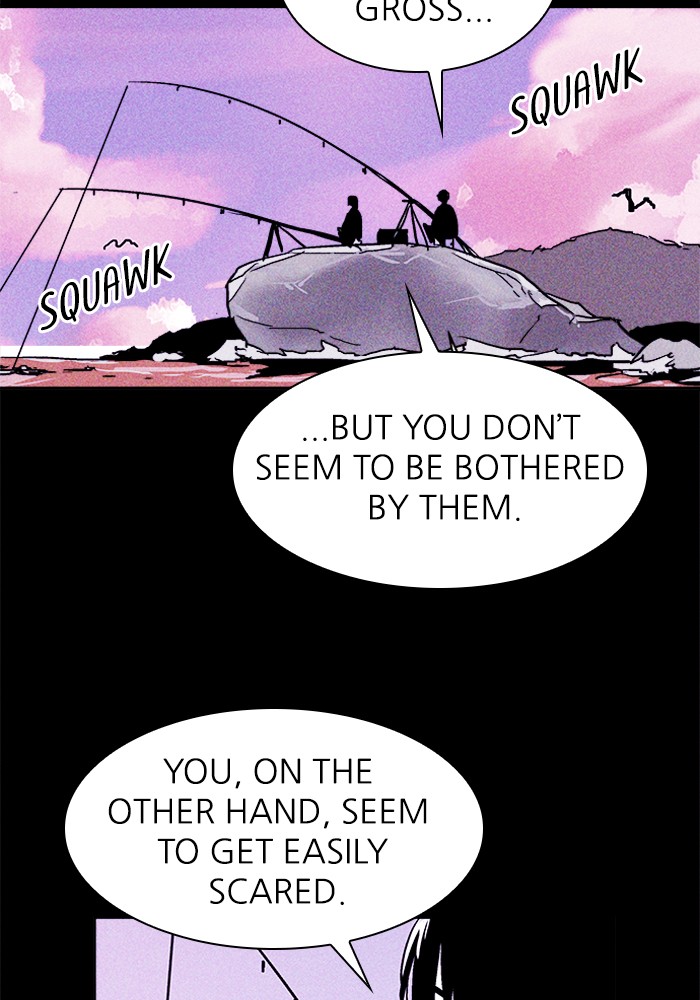 GROSS...
SQUAWK
SQUAWK
...BUT YOU DON'T
SEEM TO BE BOTHERED
BY THEM.
YOU, ON THE
OTHER HAND, SEEM
TO GET EASILY
SCARED.